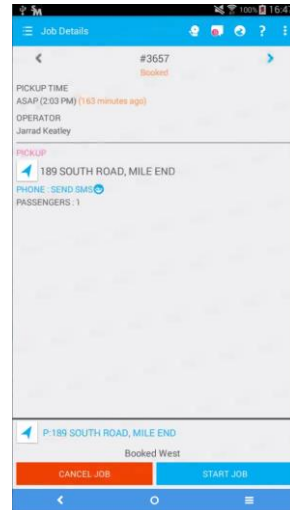 100% 16:47
Job Details ?
#3657
Booked
PICKUP TIME
ASAP (2:03 PM) (163 minutes ago)
OPERATOR
Jarrad Keatley
PICKUP
189 SOUTH ROAD, MILE END
PHONE : SEND SMS
PASSENGERS : 1
P:189 SOUTH ROAD, MILE END
Booked West
CANCEL JOB START JOB